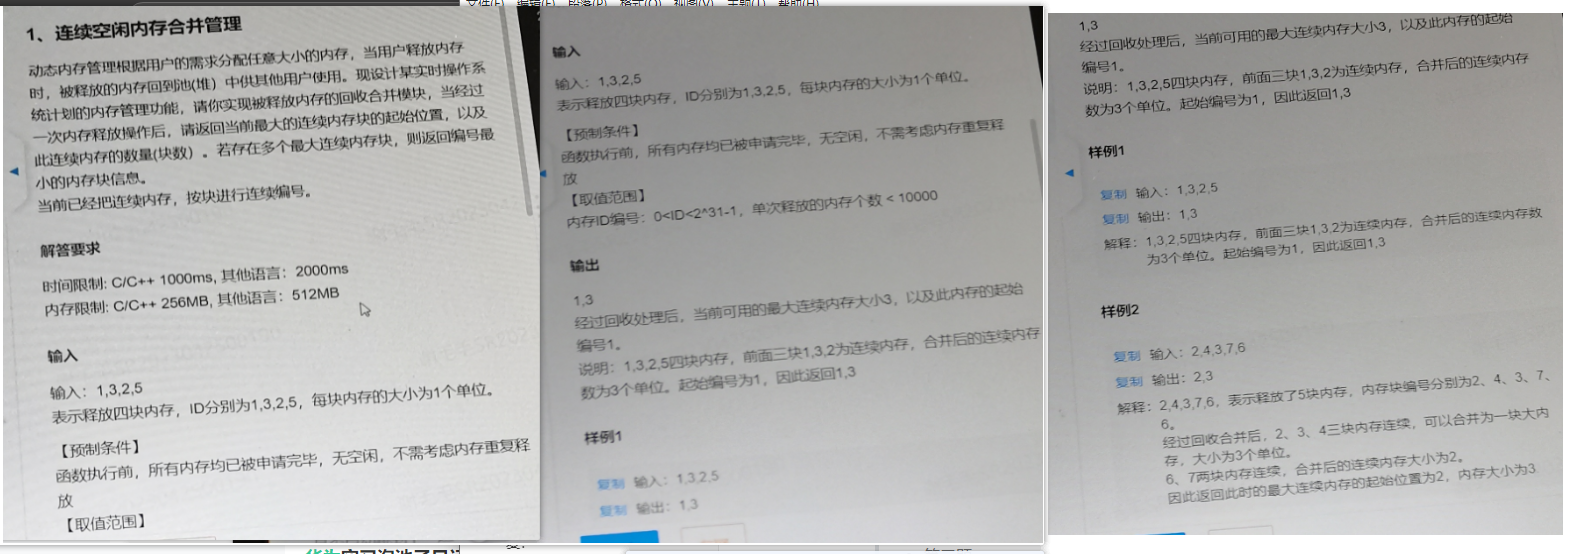 文件(F) 编辑(E) 段落(P) 格式(O) 视图(V) 主题(T) 帮助(H)
1、连续空闲内存合并管理
动态内存管理根据用户的需求分配任意大小的内存，当用户释放内存
时，被释放的内存回到池(堆）中供其他用户使用。现设计某实时操作系
统计划的内存管理功能，请你实现被释放内存的回收合并模块，当经过
一次内存释放操作后，请返回当前最大的连续内存块的起始位置，以及
此连续内存的数量(块数）。若存在多个最大连续内存块，则返回编号最
小的内存块信息。
当前已经把连续内存，按块进行连续编号。
解答要求
时间限制: C/C++ 1000ms, 其他语言：2000ms
内存限制: C/C++ 256MB, 其他语言：512MB
输入
输入：1,3,2,5
表示释放四块内存，ID分别为1,3,2,5，每块内存的大小为1个单位。
【预制条件】
函数执行前，所有内存均已被申请完毕，无空闲，不需考虑内存重复释
放
【取值范围】
输入
输入：1,3,2,5
表示释放四块内存，ID分别为1,3,2,5，每块内存的大小为1个单位。
【预制条件】
函数执行前，所有内存均已被申请完毕，无空闲，不需考虑内存重复释
放
【取值范围】
内存ID编号：0<ID<2^31-1，单次释放的内存个数 < 10000
输出
1,3
经过回收处理后，当前可用的最大连续内存大小3，以及此内存的起始
编号1。
说明：1,3,2,5四块内存，前面三块1,3,2为连续内存，合并后的连续内存
数为3个单位。起始编号为1，因此返回1,3
样例1
复制 输入：1,3,2,5
复制 输出：1,3
1,3
经过回收处理后，当前可用的最大连续内存大小3，以及此内存的起始
编号1。
说明：1,3,2,5四块内存，前面三块1,3,2为连续内存，合并后的连续内存
数为3个单位。起始编号为1，因此返回1,3
样例1
复制 输入：1,3,2,5
复制 输出：1,3
解释：1,3,2,5四块内存，前面三块1,3,2为连续内存，合并后的连续内存数
为3个单位。起始编号为1，因此返回1,3
样例2
复制 输入：2,4,3,7,6
复制 输出：2,3
解释：2,4,3,7,6，表示释放了5块内存，内存块编号分别为2、4、3、7、
6。
经过回收合并后，2、3、4三块内存连续，可以合并为一块大内
存，大小为3个单位。
6、7两块内存连续，合并后的连续内存大小为2。
因此返回此时的最大连续内存的起始位置为2，内存大小为3